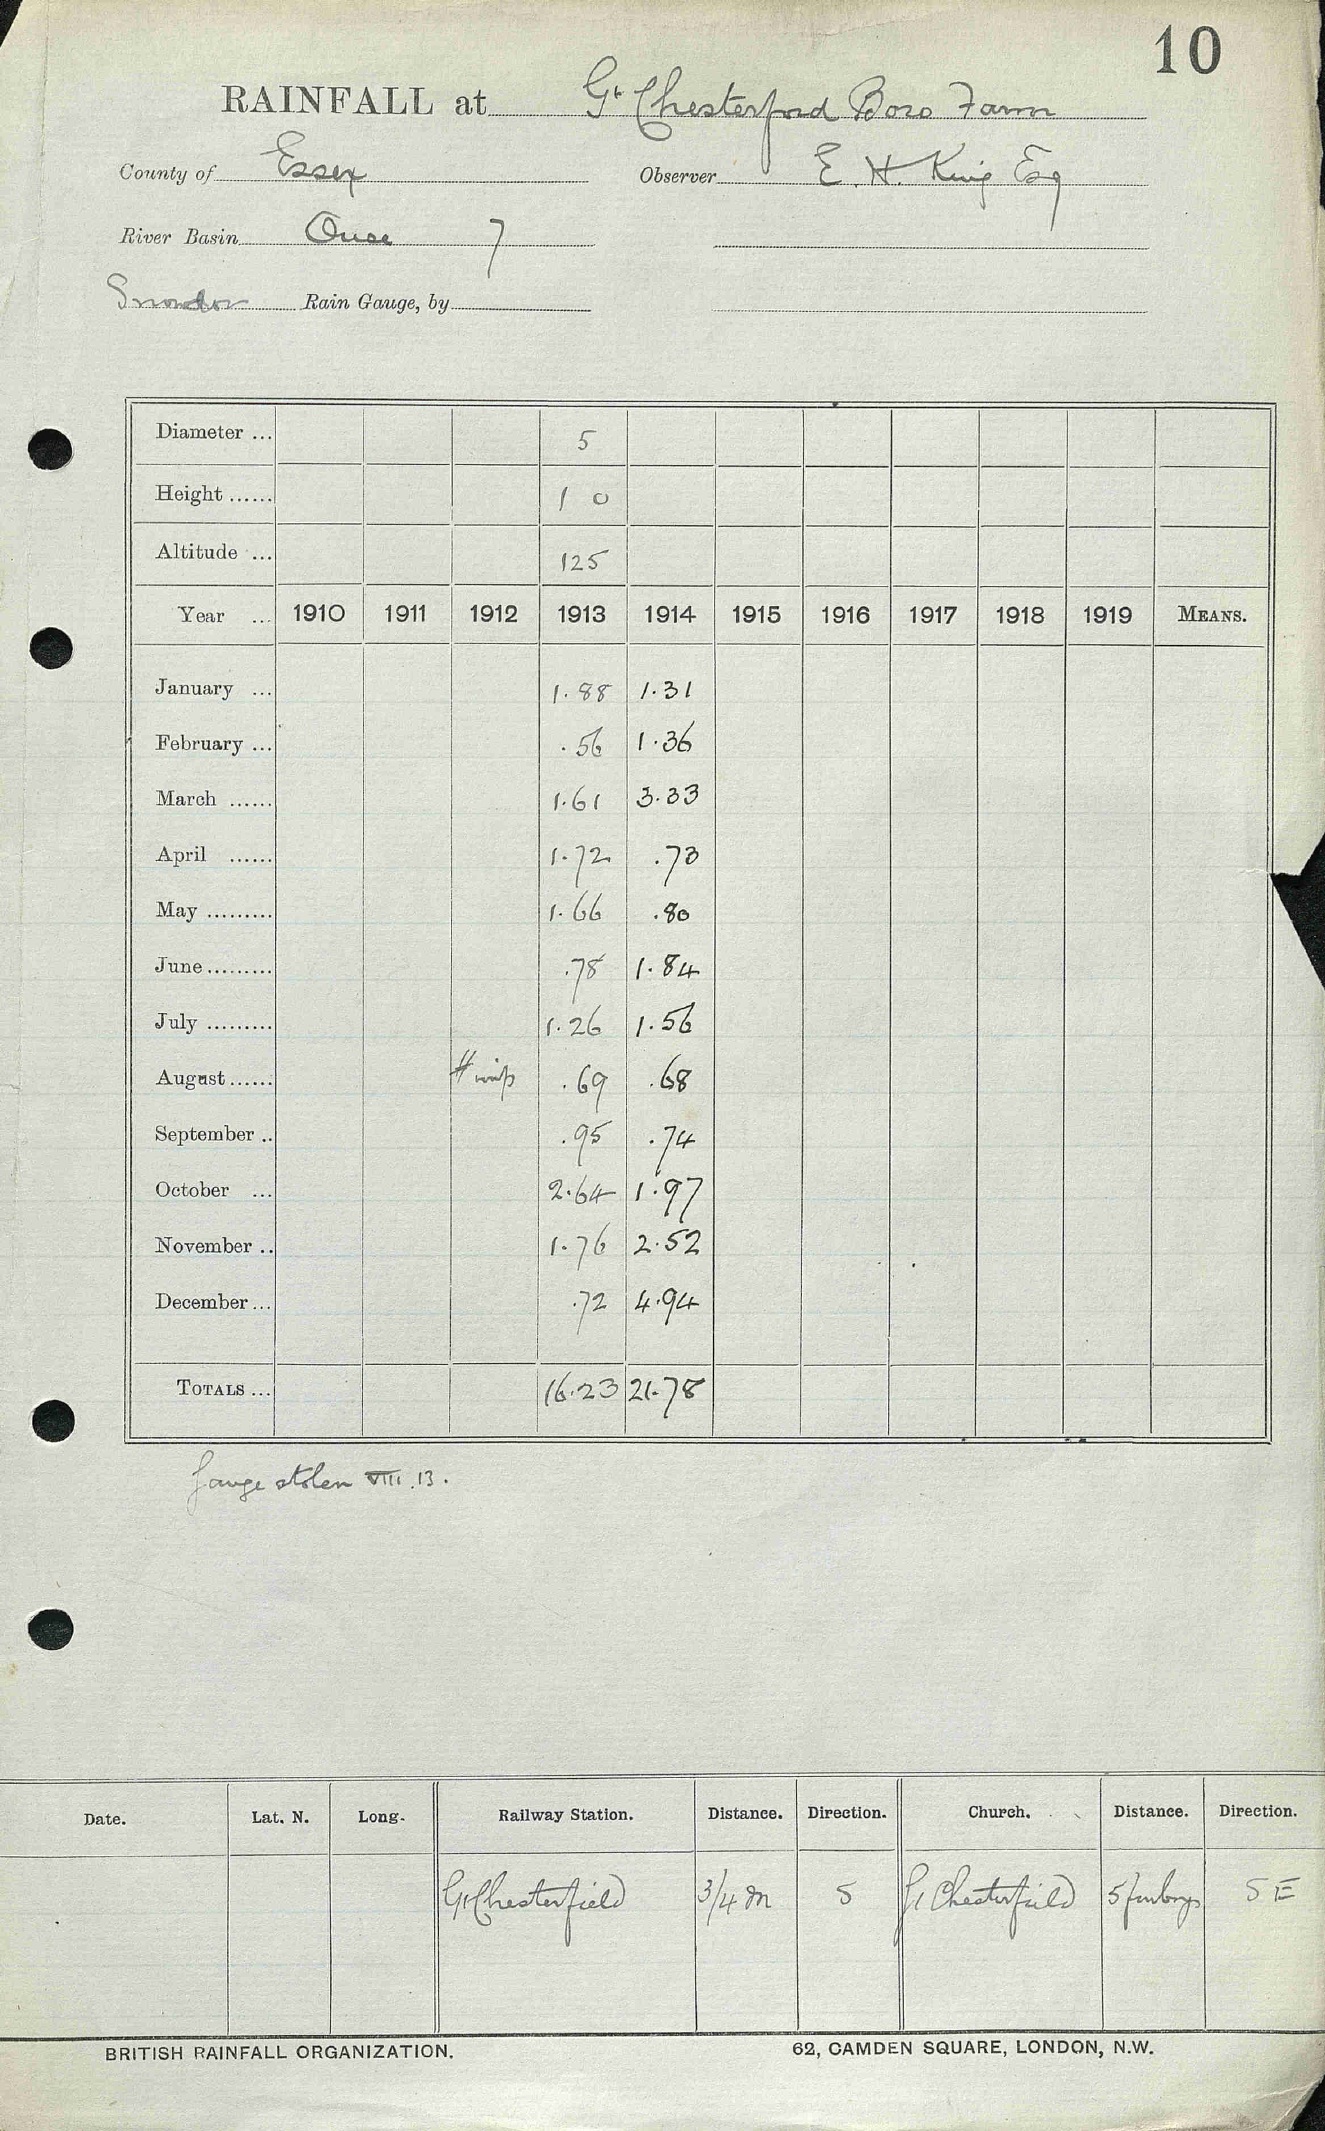 10
RAINFALL at Gt Chesterford Boro Farm
County of Essex Observer E. H. King Esq
River Basin Ouse 7
Snowdon Rain Gauge, by
Diameter ... 5
Height ...... 1 0
Altitude ... 125
Year ... 1910 1911 1912 1913 1914 1915 1916 1917 1918 1919 MEANS.
January ... 1.88 1.31
February ... .56 1.36
March ...... 1.61 3.33
April ...... 1.72 .73
May ......... 1.66 .80
June ......... .78 1.84
July ......... 1.26 1.56
August ...... # .69 .68
September .. .95 .74
October ... 2.64 1.97
November .. 1.76 2.52
December ... .72 4.94
TOTALS ... 16.23 21.78
Gauge stolen VIII.13.
Date. Lat. N. Long. Railway Station. Distance. Direction. Church. Distance. Direction.
Gt Chesterfield 3/4 m S Gt Chesterfield 5 furlongs SE
BRITISH RAINFALL ORGANIZATION. 62, CAMDEN SQUARE, LONDON, N.W.